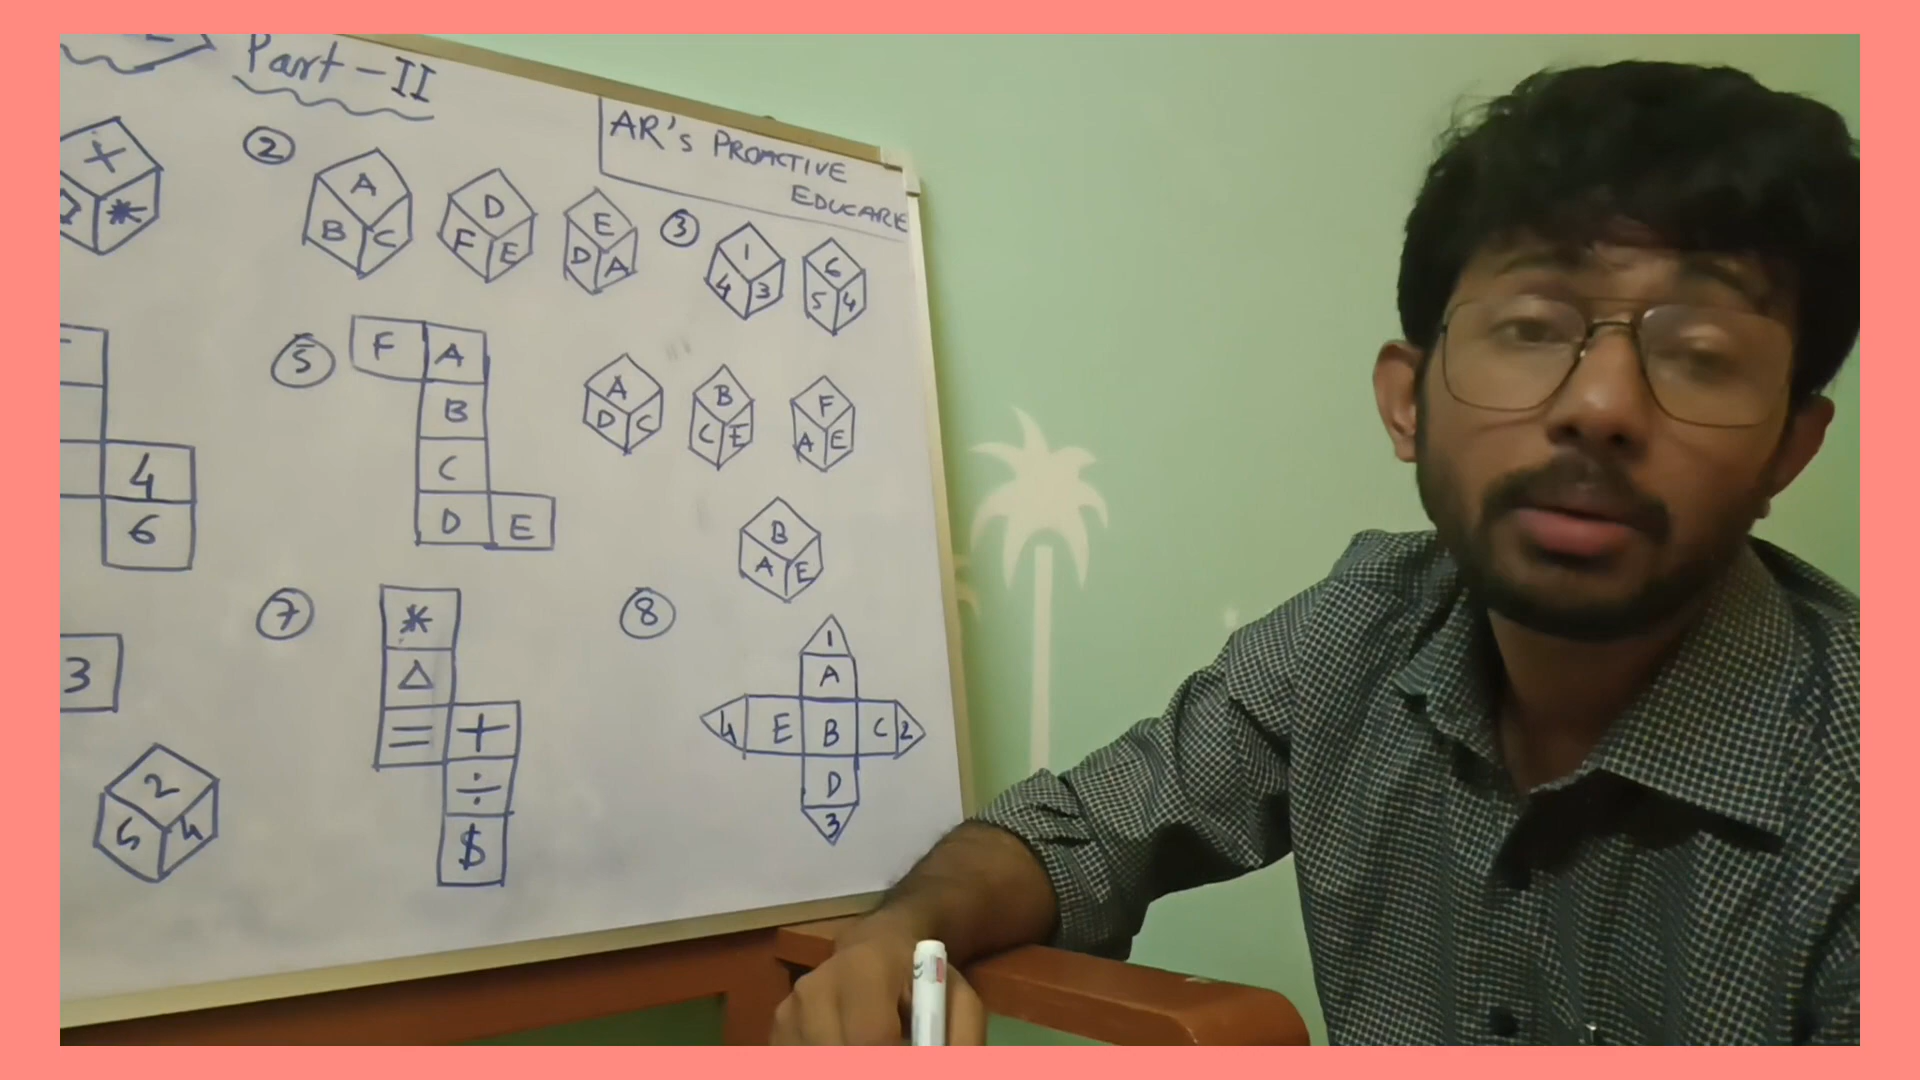 Part - II
AR's PROACTIVE
EDUCARE
+
*
2
A
B C
D
F E
E
D A
3
1
4 3
6
5 4
4
6
5
F A
B
C
D E
A
D C
B
C E
F
A E
B
A E
3
2
5 4
7
*
△
= +
÷
$
8
1
A
4 E B C 2
D
3